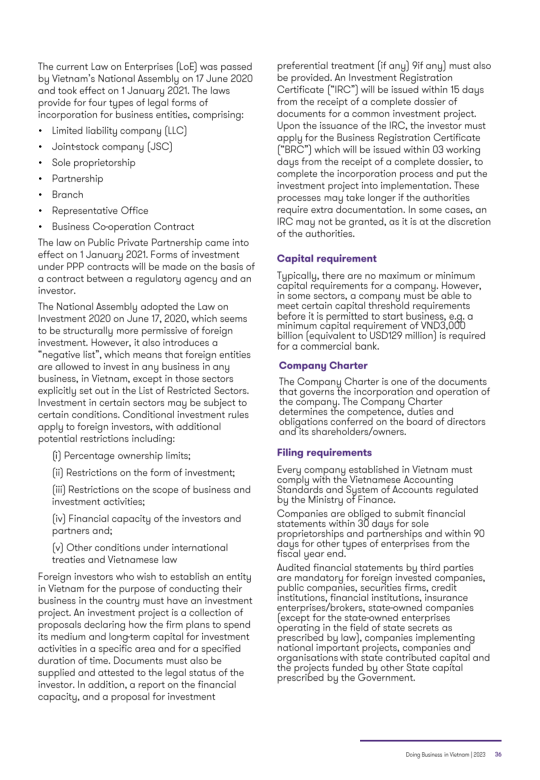 The current Law on Enterprises (LoE) was passed
by Vietnam's National Assembly on 17 June 2020
and took effect on 1 January 2021. The laws
provide for four types of legal forms of
incorporation for business entities, comprising:
• Limited liability company (LLC)
• Joint-stock company (JSC)
• Sole proprietorship
• Partnership
• Branch
• Representative Office
• Business Co-operation Contract
The law on Public Private Partnership came into
effect on 1 January 2021. Forms of investment
under PPP contracts will be made on the basis of
a contract between a regulatory agency and an
investor.
The National Assembly adopted the Law on
Investment 2020 on June 17, 2020, which seems
to be structurally more permissive of foreign
investment. However, it also introduces a
“negative list”, which means that foreign entities
are allowed to invest in any business in any
business, in Vietnam, except in those sectors
explicitly set out in the List of Restricted Sectors.
Investment in certain sectors may be subject to
certain conditions. Conditional investment rules
apply to foreign investors, with additional
potential restrictions including:
(i) Percentage ownership limits;
(ii) Restrictions on the form of investment;
(iii) Restrictions on the scope of business and
investment activities;
(iv) Financial capacity of the investors and
partners and;
(v) Other conditions under international
treaties and Vietnamese law
Foreign investors who wish to establish an entity
in Vietnam for the purpose of conducting their
business in the country must have an investment
project. An investment project is a collection of
proposals declaring how the firm plans to spend
its medium and long-term capital for investment
activities in a specific area and for a specified
duration of time. Documents must also be
supplied and attested to the legal status of the
investor. In addition, a report on the financial
capacity, and a proposal for investment
preferential treatment (if any) 9if any) must also
be provided. An Investment Registration
Certificate (“IRC”) will be issued within 15 days
from the receipt of a complete dossier of
documents for a common investment project.
Upon the issuance of the IRC, the investor must
apply for the Business Registration Certificate
(“BRC”) which will be issued within 03 working
days from the receipt of a complete dossier, to
complete the incorporation process and put the
investment project into implementation. These
processes may take longer if the authorities
require extra documentation. In some cases, an
IRC may not be granted, as it is at the discretion
of the authorities.
Capital requirement
Typically, there are no maximum or minimum
capital requirements for a company. However,
in some sectors, a company must be able to
meet certain capital threshold requirements
before it is permitted to start business, e.g. a
minimum capital requirement of VND3,000
billion (equivalent to USD129 million) is required
for a commercial bank.
Company Charter
The Company Charter is one of the documents
that governs the incorporation and operation of
the company. The Company Charter
determines the competence, duties and
obligations conferred on the board of directors
and its shareholders/owners.
Filing requirements
Every company established in Vietnam must
comply with the Vietnamese Accounting
Standards and System of Accounts regulated
by the Ministry of Finance.
Companies are obliged to submit financial
statements within 30 days for sole
proprietorships and partnerships and within 90
days for other types of enterprises from the
fiscal year end.
Audited financial statements by third parties
are mandatory for foreign invested companies,
public companies, securities firms, credit
institutions, financial institutions, insurance
enterprises/brokers, state-owned companies
(except for the state-owned enterprises
operating in the field of state secrets as
prescribed by law), companies implementing
national important projects, companies and
organisations with state contributed capital and
the projects funded by other State capital
prescribed by the Government.
Doing Business in Vietnam | 2023 36